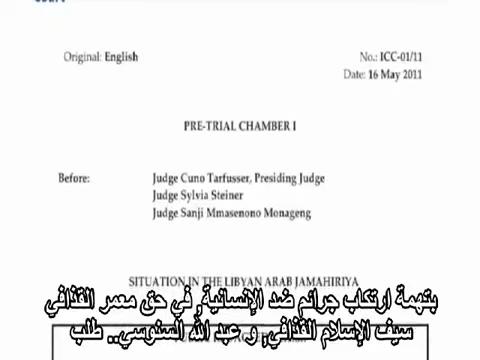 Original: English
No.: ICC-01/11
Date: 16 May 2011
PRE-TRIAL CHAMBER I
Before:
Judge Cuno Tarfusser, Presiding Judge
Judge Sylvia Steiner
Judge Sanji Mmasenono Monageng
SITUATION IN THE LIBYAN ARAB JAMAHIRIYA
بتهمة ارتكاب جرائم ضد الإنسانية, في حق معمر القذافي
سيف الإسلام القذافي, و عبد الله السنوسي.. طلب